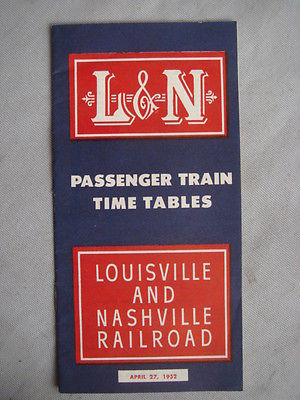 L&N
PASSENGER TRAIN
TIME TABLES
LOUISVILLE
AND
NASHVILLE
RAILROAD
APRIL 27, 1952